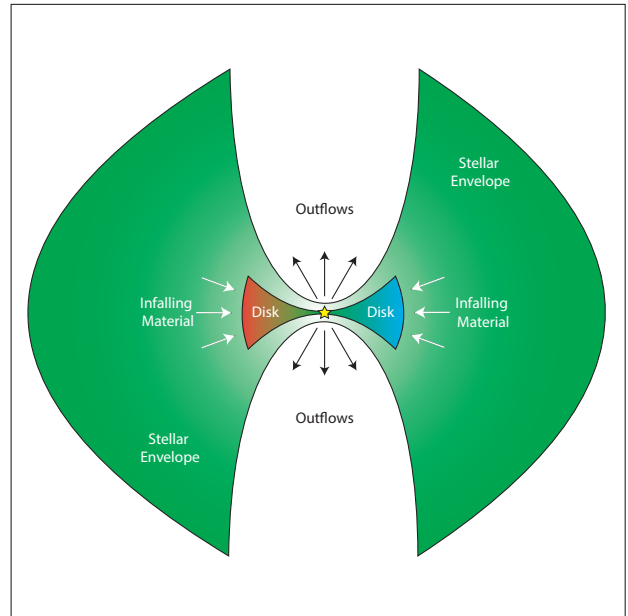 Stellar
Envelope
Outflows
Infalling
Material
Disk
Disk
Infalling
Material
Outflows
Stellar
Envelope